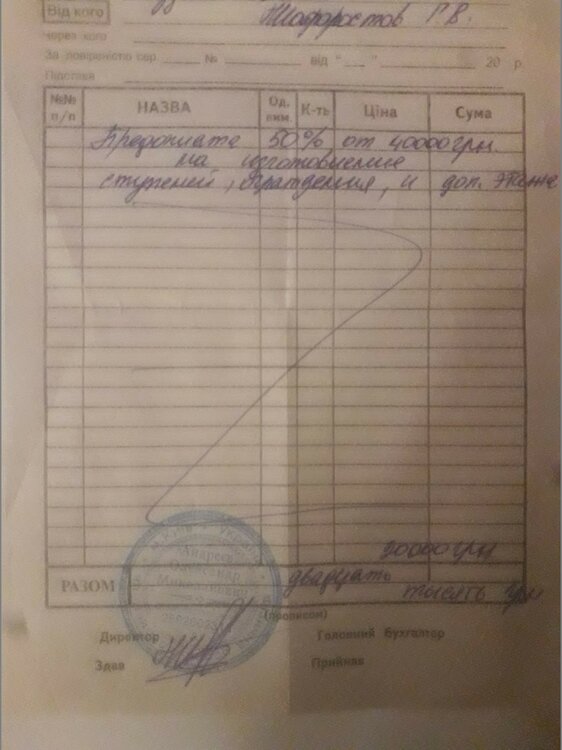 Від кого Шафоростов Г.В.
через кого
За довіреністю сер. № від " " 20 р.
Підстава
№№ п/п НАЗВА Од. вим. К-ть Ціна Сума
Предоплата 50% от 40000 грн.
на изготовление
ступеней, ограждения, и доп.
20000 грн
РАЗОМ двадцать
тысяч грн
(прописом)
Директор Головний бухгалтер
Здав Прийняв